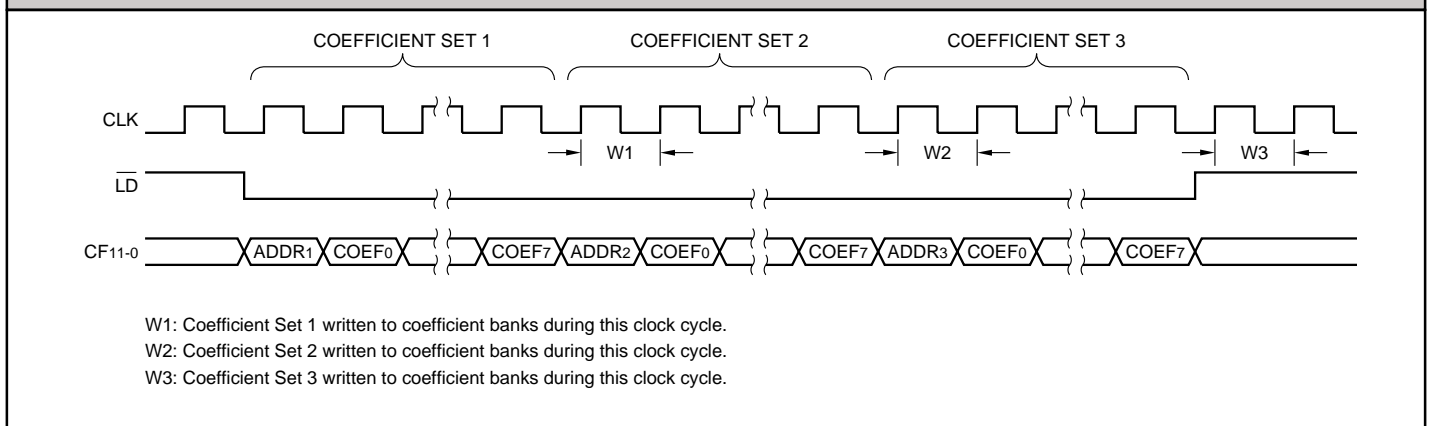 COEFFICIENT SET 1 COEFFICIENT SET 2 COEFFICIENT SET 3
CLK
W1 W2 W3
LD
CF11-0 ADDR1 COEF0 COEF7 ADDR2 COEF0 COEF7 ADDR3 COEF0 COEF7
W1: Coefficient Set 1 written to coefficient banks during this clock cycle.
W2: Coefficient Set 2 written to coefficient banks during this clock cycle.
W3: Coefficient Set 3 written to coefficient banks during this clock cycle.